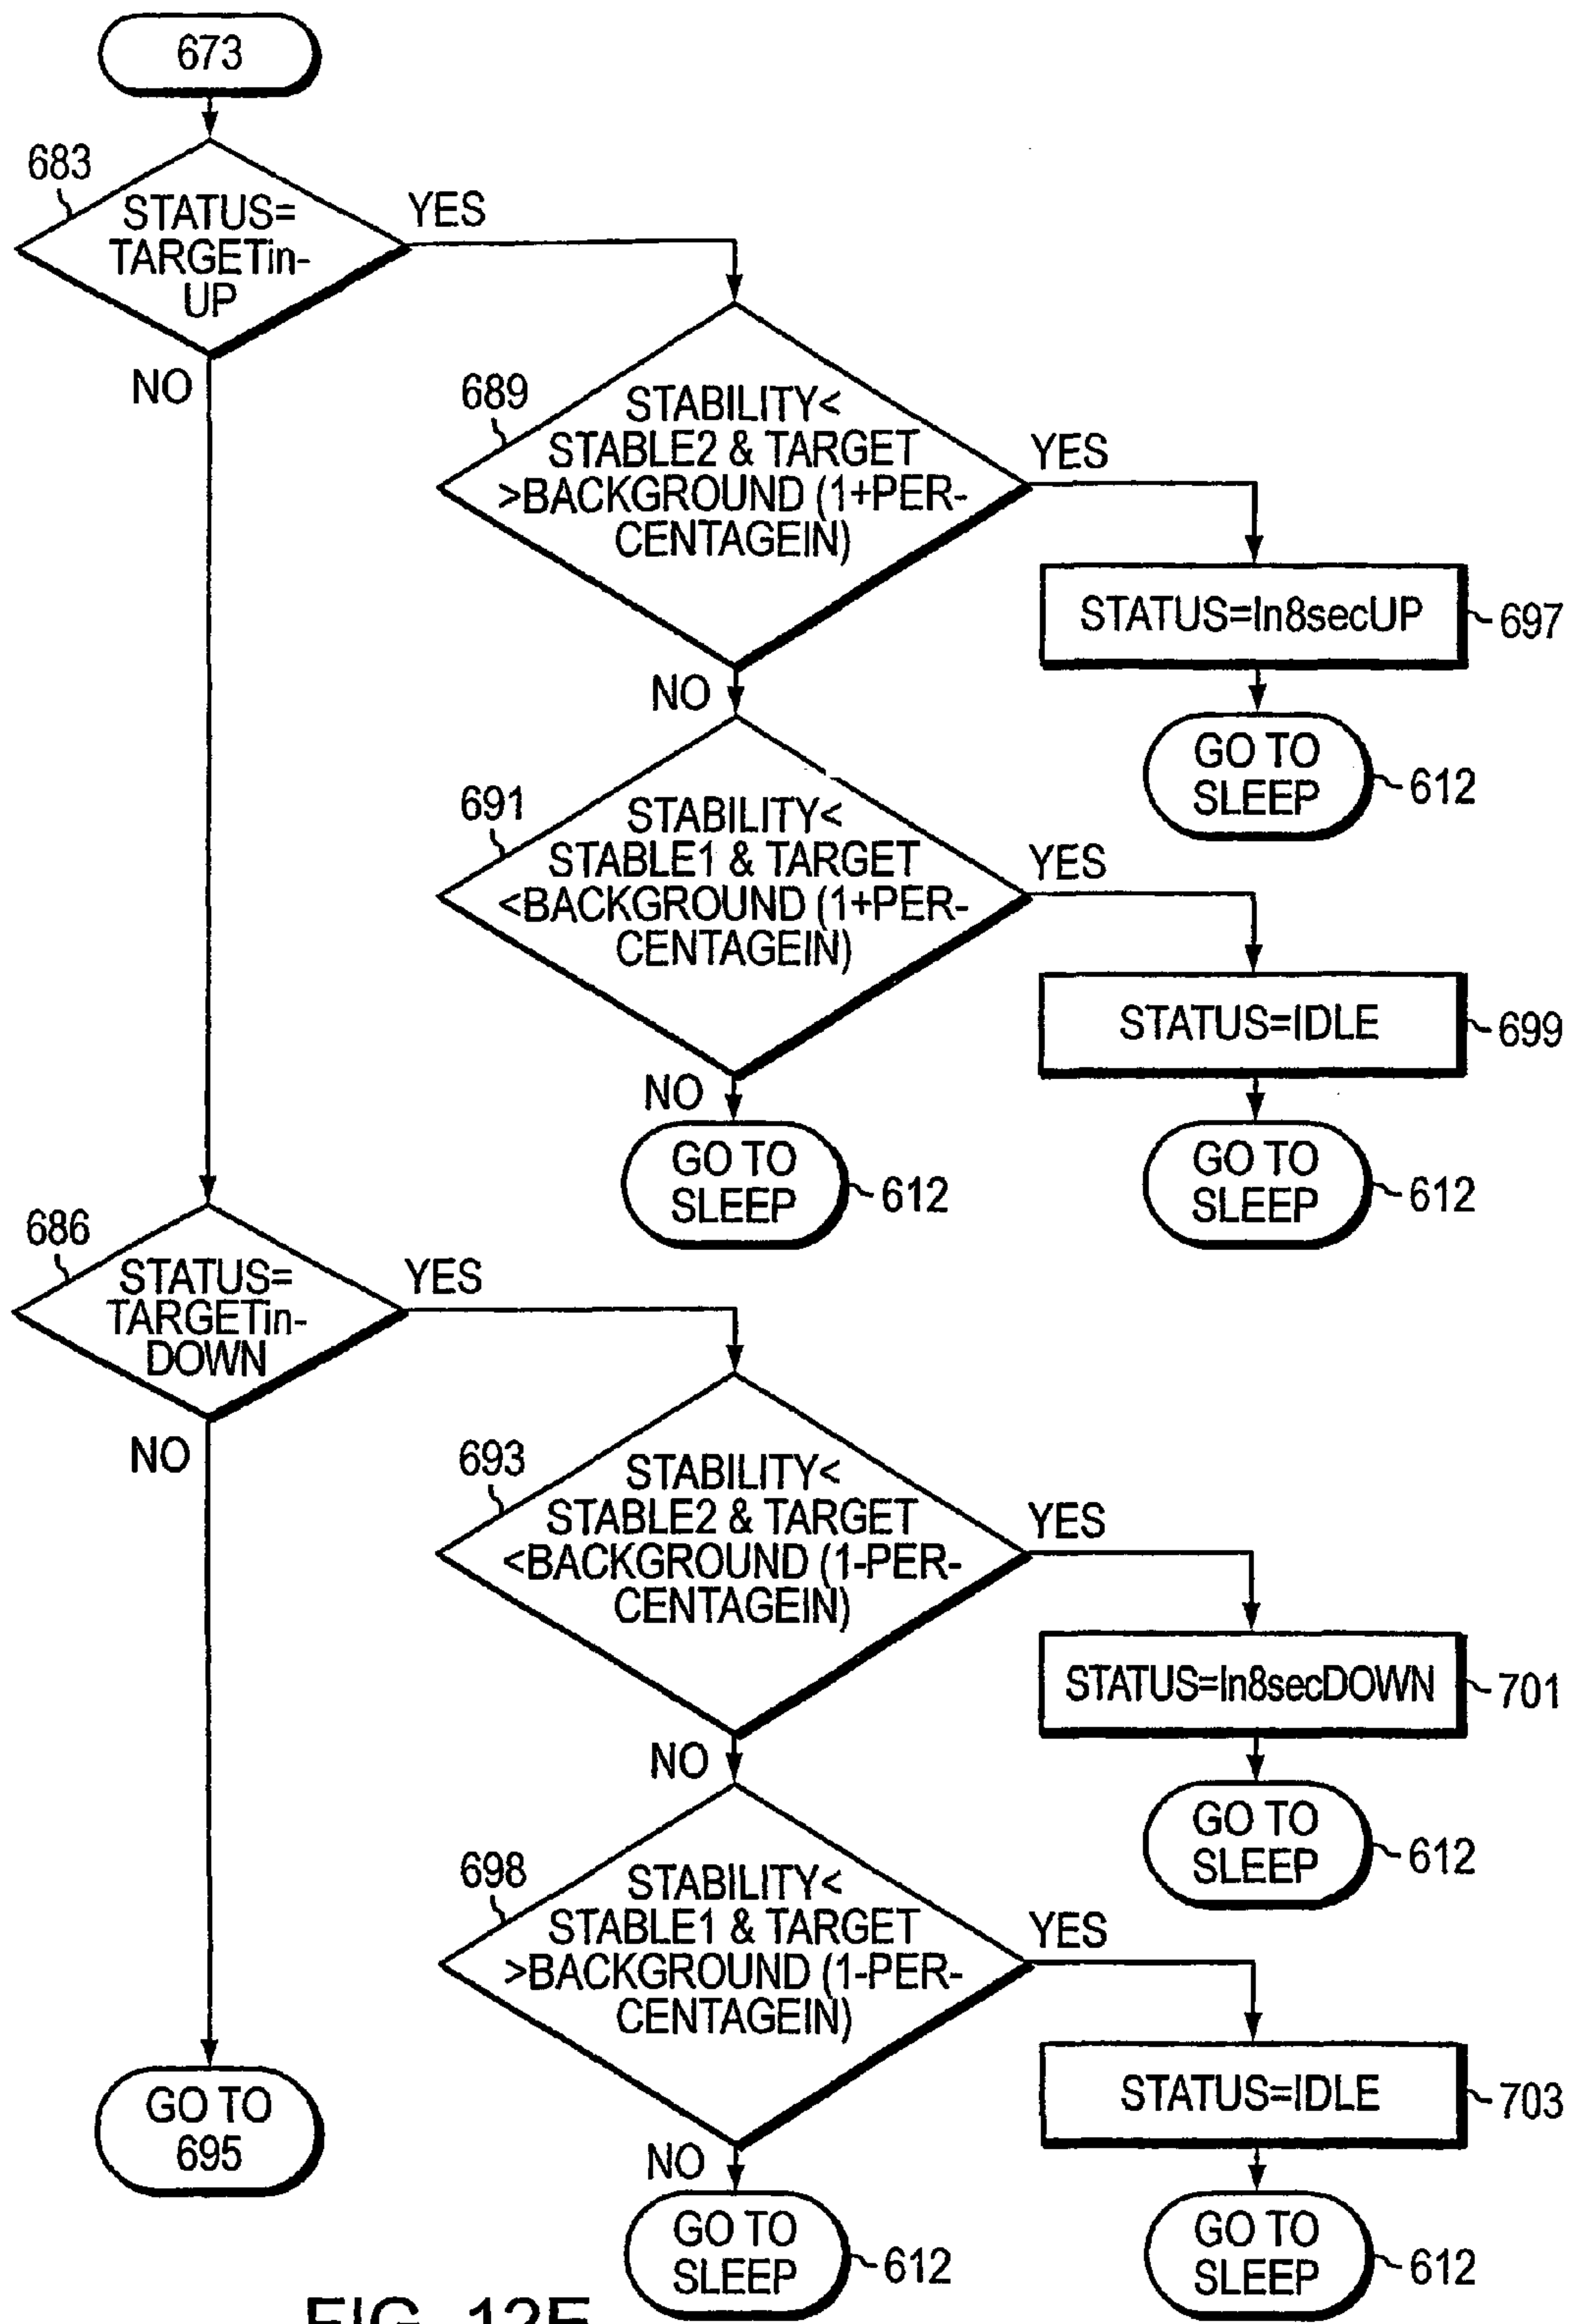 673
683
STATUS=
TARGETin-
UP
YES
NO
689
STABILITY<
STABLE2 & TARGET
>BACKGROUND (1+PER-
CENTAGEIN)
YES
STATUS=In8secUP
697
NO
GO TO
SLEEP
612
691
STABILITY<
STABLE1 & TARGET
<BACKGROUND (1+PER-
CENTAGEIN)
YES
STATUS=IDLE
699
NO
GO TO
SLEEP
612
GO TO
SLEEP
612
686
STATUS=
TARGETin-
DOWN
YES
NO
693
STABILITY<
STABLE2 & TARGET
<BACKGROUND (1-PER-
CENTAGEIN)
YES
STATUS=In8secDOWN
701
NO
GO TO
SLEEP
612
698
STABILITY<
STABLE1 & TARGET
>BACKGROUND (1-PER-
CENTAGEIN)
YES
STATUS=IDLE
703
GO TO
695
NO
GO TO
SLEEP
612
GO TO
SLEEP
612
FIG.